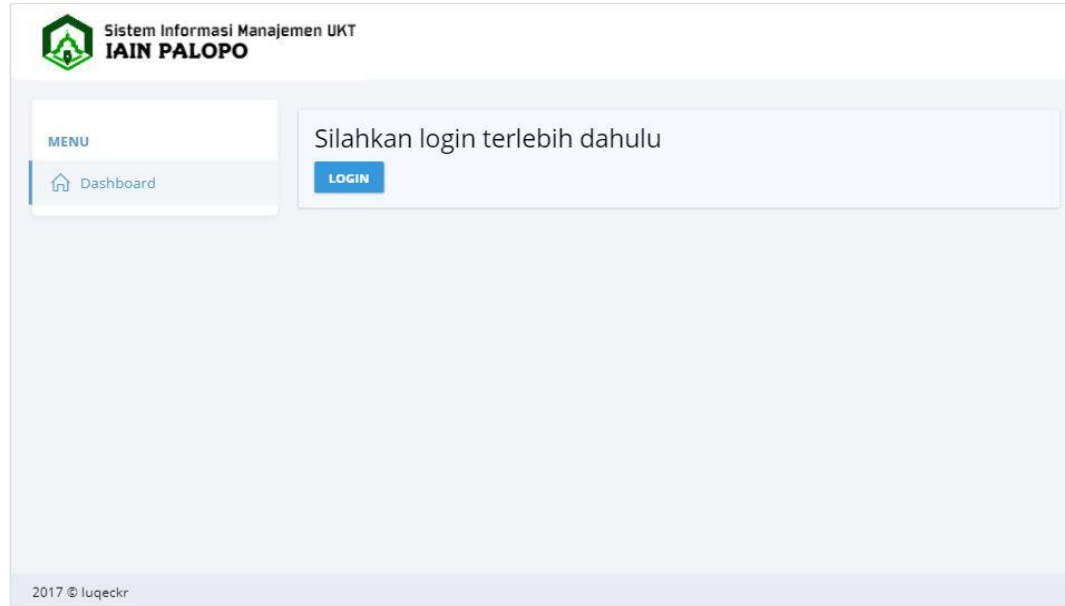 Sistem Informasi Manajemen UKT
IAIN PALOPO
MENU
Dashboard
Silahkan login terlebih dahulu
LOGIN
2017 © luqeckr